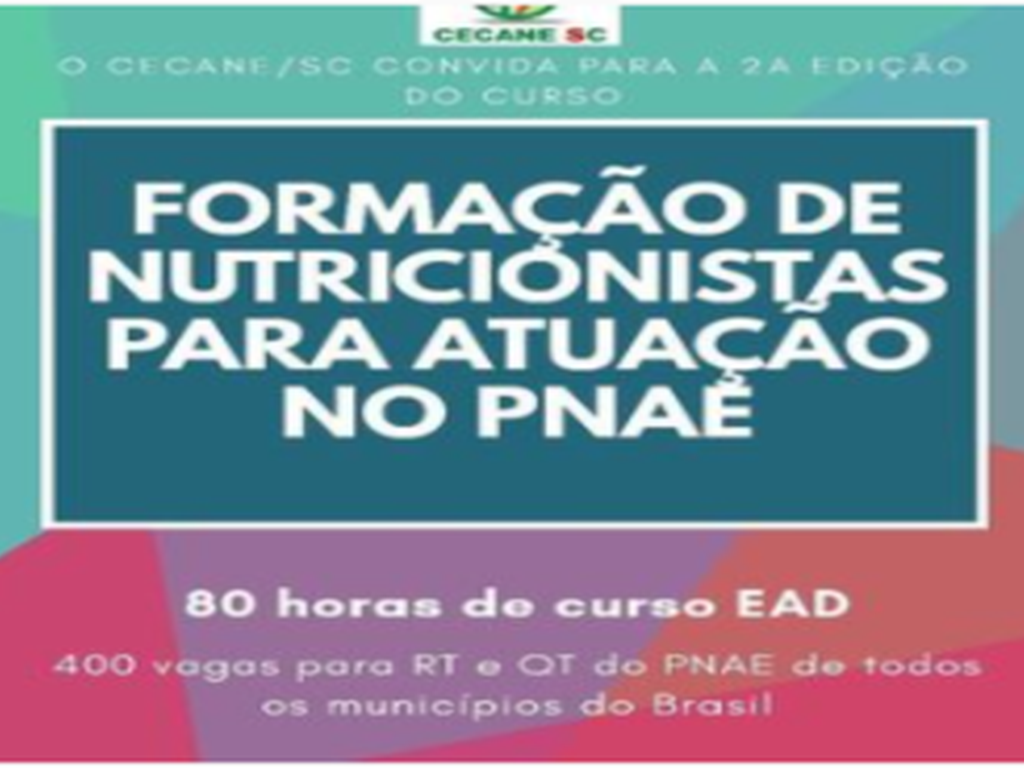 CECANE SC
O CECANE/SC CONVIDA PARA A 2A EDIÇÃO
DO CURSO
FORMAÇÃO DE
NUTRICIONISTAS
PARA ATUAÇÃO
NO PNAE
80 horas de curso EAD
400 vagas para RT e QT do PNAE de todos
os municípios do Brasil